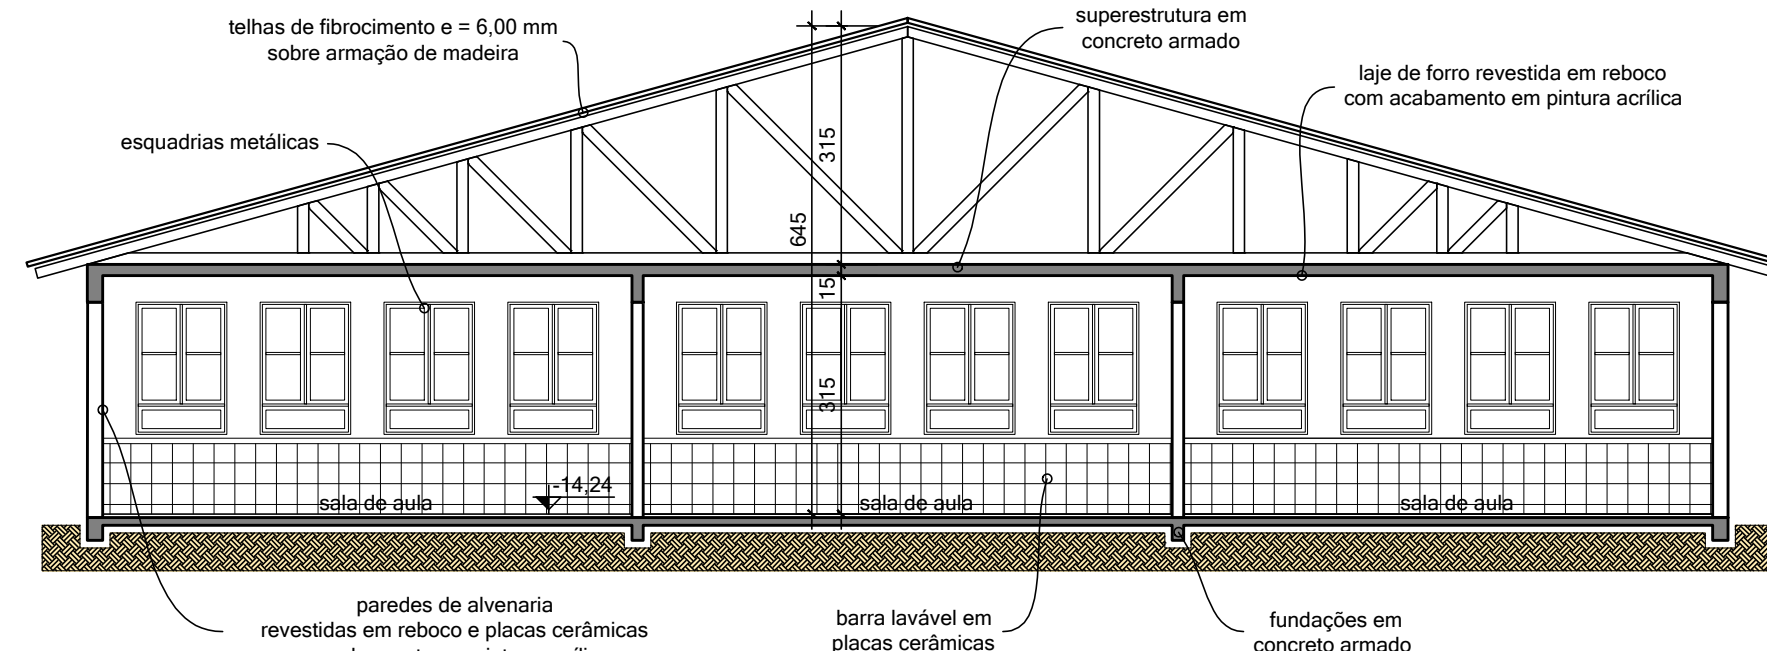 telhas de fibrocimento e = 6,00 mm
sobre armação de madeira
superestrutura em
concreto armado
laje de forro revestida em reboco
com acabamento em pintura acrílica
esquadrias metálicas
315
645
15
315
-14,24
sala de aula
sala de aula
sala de aula
paredes de alvenaria
revestidas em reboco e placas cerâmicas
barra lavável em
placas cerâmicas
fundações em
concreto armado